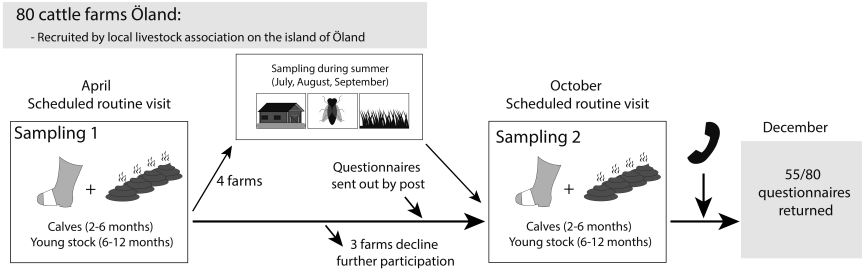 80 cattle farms Öland:
- Recruited by local livestock association on the island of Öland
April
Scheduled routine visit
Sampling 1
+
Calves (2-6 months)
Young stock (6-12 months)
4 farms
Sampling during summer
(July, August, September)
Questionnaires
sent out by post
3 farms decline
further participation
October
Scheduled routine visit
Sampling 2
+
Calves (2-6 months)
Young stock (6-12 months)
December
55/80
questionnaires
returned